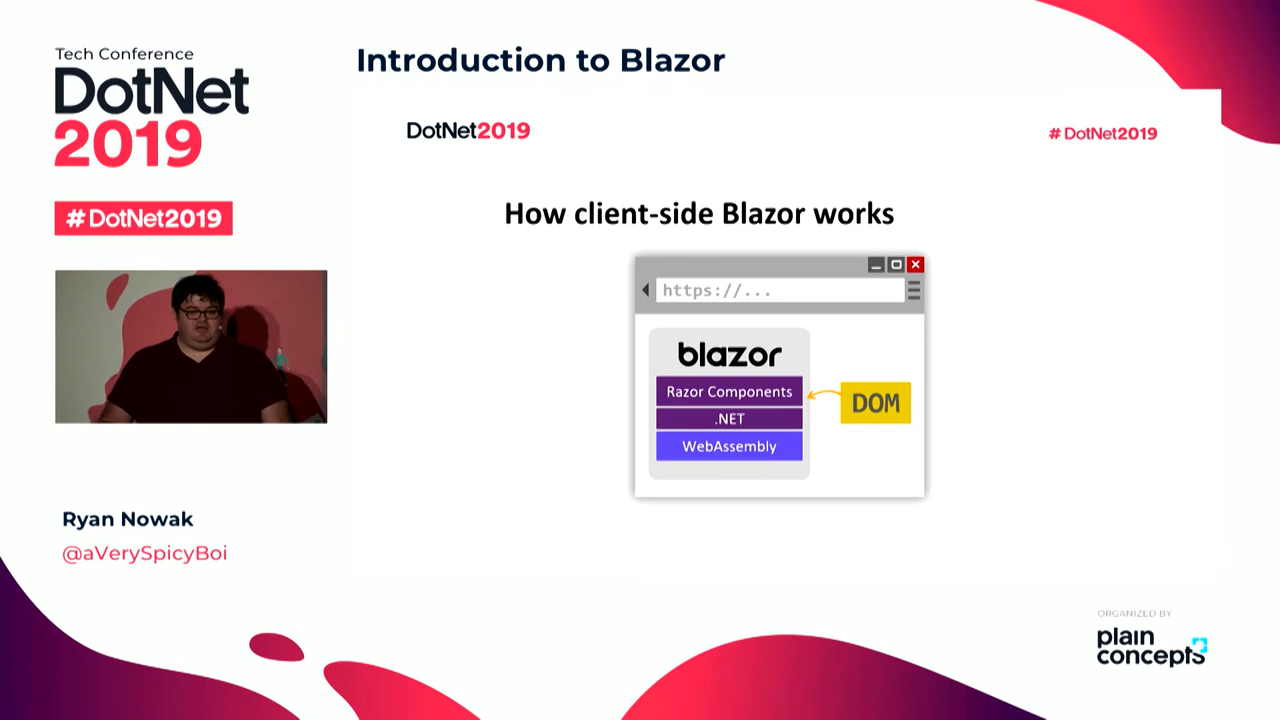 Tech Conference
DotNet
2019
# DotNet2019
Ryan Nowak
@aVerySpicyBoi
Introduction to Blazor
DotNet2019
# DotNet2019
How client-side Blazor works
https://...
blazor
Razor Components
.NET
WebAssembly
DOM
ORGANIZED BY
plain
concepts